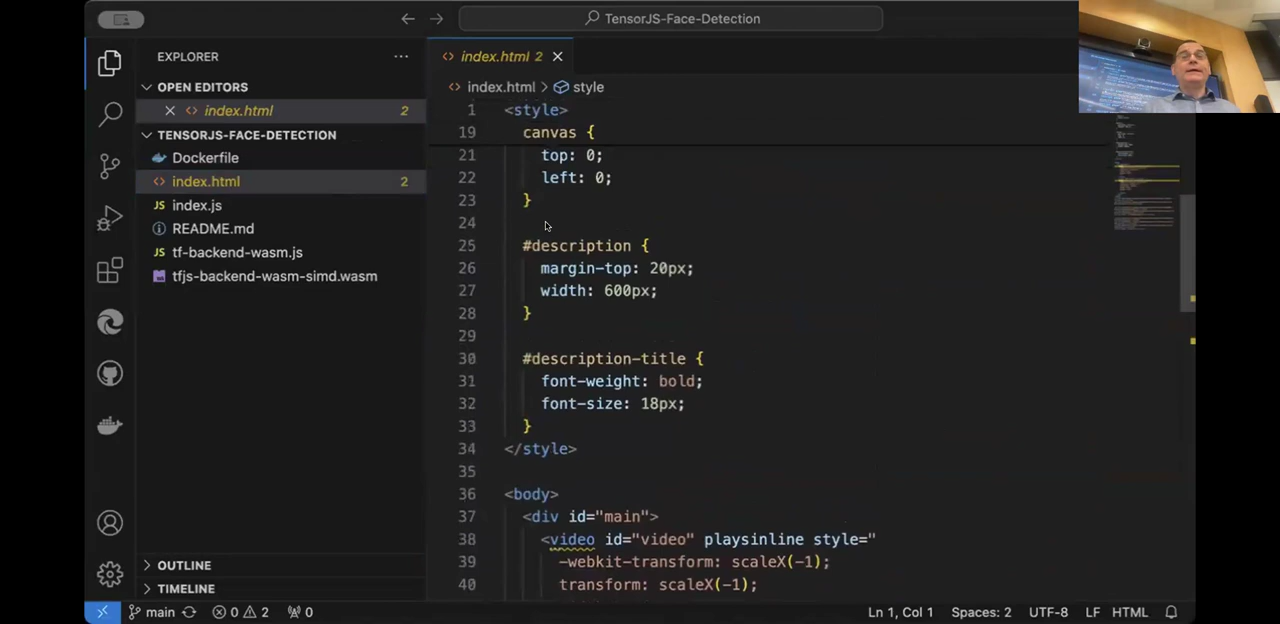 TensorJS-Face-Detection
EXPLORER
OPEN EDITORS
index.html 2
TENSORJS-FACE-DETECTION
Dockerfile
index.html 2
index.js
README.md
tf-backend-wasm.js
tfjs-backend-wasm-simd.wasm
OUTLINE
TIMELINE
index.html 2
index.html > style
1 <style>
19 canvas {
21 top: 0;
22 left: 0;
23 }
24
25 #description {
26 margin-top: 20px;
27 width: 600px;
28 }
29
30 #description-title {
31 font-weight: bold;
32 font-size: 18px;
33 }
34 </style>
35
36 <body>
37 <div id="main">
38 <video id="video" playsinline style="
39 -webkit-transform: scaleX(-1);
40 transform: scaleX(-1);
main 0 2 0 Ln 1, Col 1 Spaces: 2 UTF-8 LF HTML